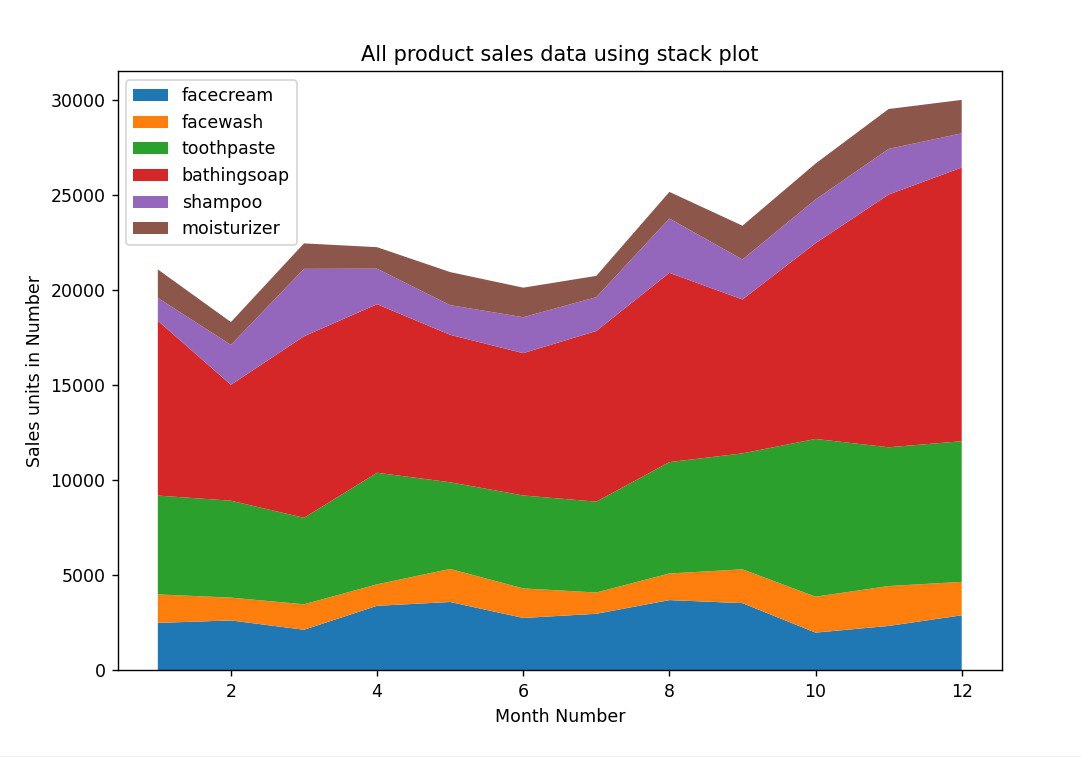 All product sales data using stack plot
facecream
facewash
toothpaste
bathingsoap
shampoo
moisturizer
30000
25000
20000
15000
10000
5000
0
Sales units in Number
2 4 6 8 10 12
Month Number